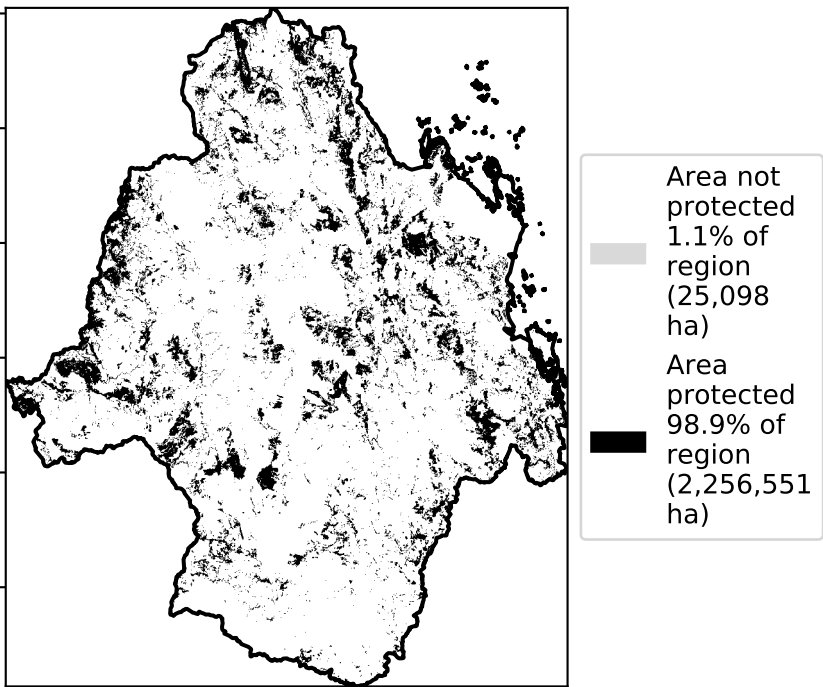 Area not
protected
1.1% of
region
(25,098
ha)
Area
protected
98.9% of
region
(2,256,551
ha)